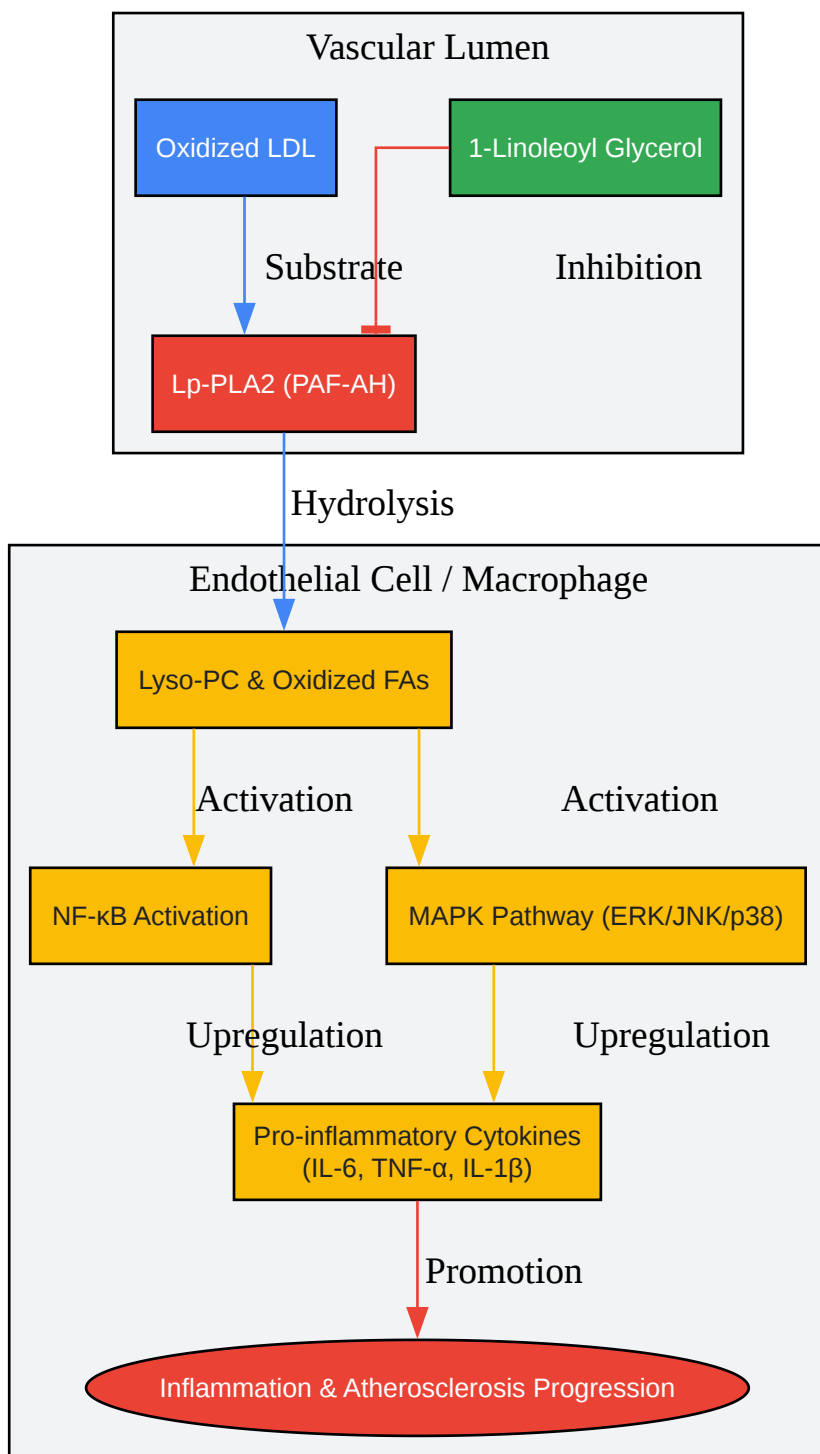 Vascular Lumen
Oxidized LDL
1-Linoleoyl Glycerol
Substrate
Inhibition
Lp-PLA2 (PAF-AH)
Hydrolysis
Endothelial Cell / Macrophage
Lyso-PC & Oxidized FAs
Activation
Activation
NF-κB Activation
MAPK Pathway (ERK/JNK/p38)
Upregulation
Upregulation
Pro-inflammatory Cytokines
(IL-6, TNF-α, IL-1β)
Promotion
Inflammation & Atherosclerosis Progression